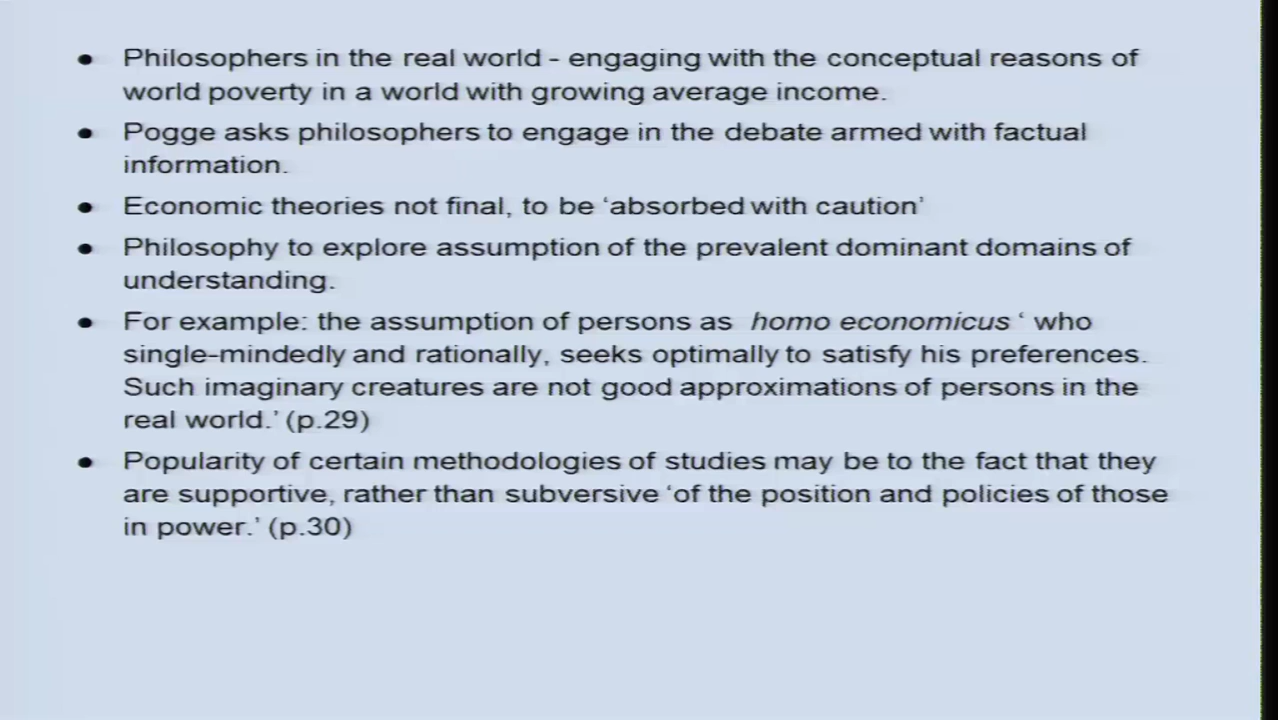 ● Philosophers in the real world - engaging with the conceptual reasons of
world poverty in a world with growing average income.
● Pogge asks philosophers to engage in the debate armed with factual
information.
● Economic theories not final, to be ‘absorbed with caution’
● Philosophy to explore assumption of the prevalent dominant domains of
understanding.
● For example: the assumption of persons as homo economicus ‘ who
single-mindedly and rationally, seeks optimally to satisfy his preferences.
Such imaginary creatures are not good approximations of persons in the
real world.’ (p.29)
● Popularity of certain methodologies of studies may be to the fact that they
are supportive, rather than subversive ‘of the position and policies of those
in power.’ (p.30)